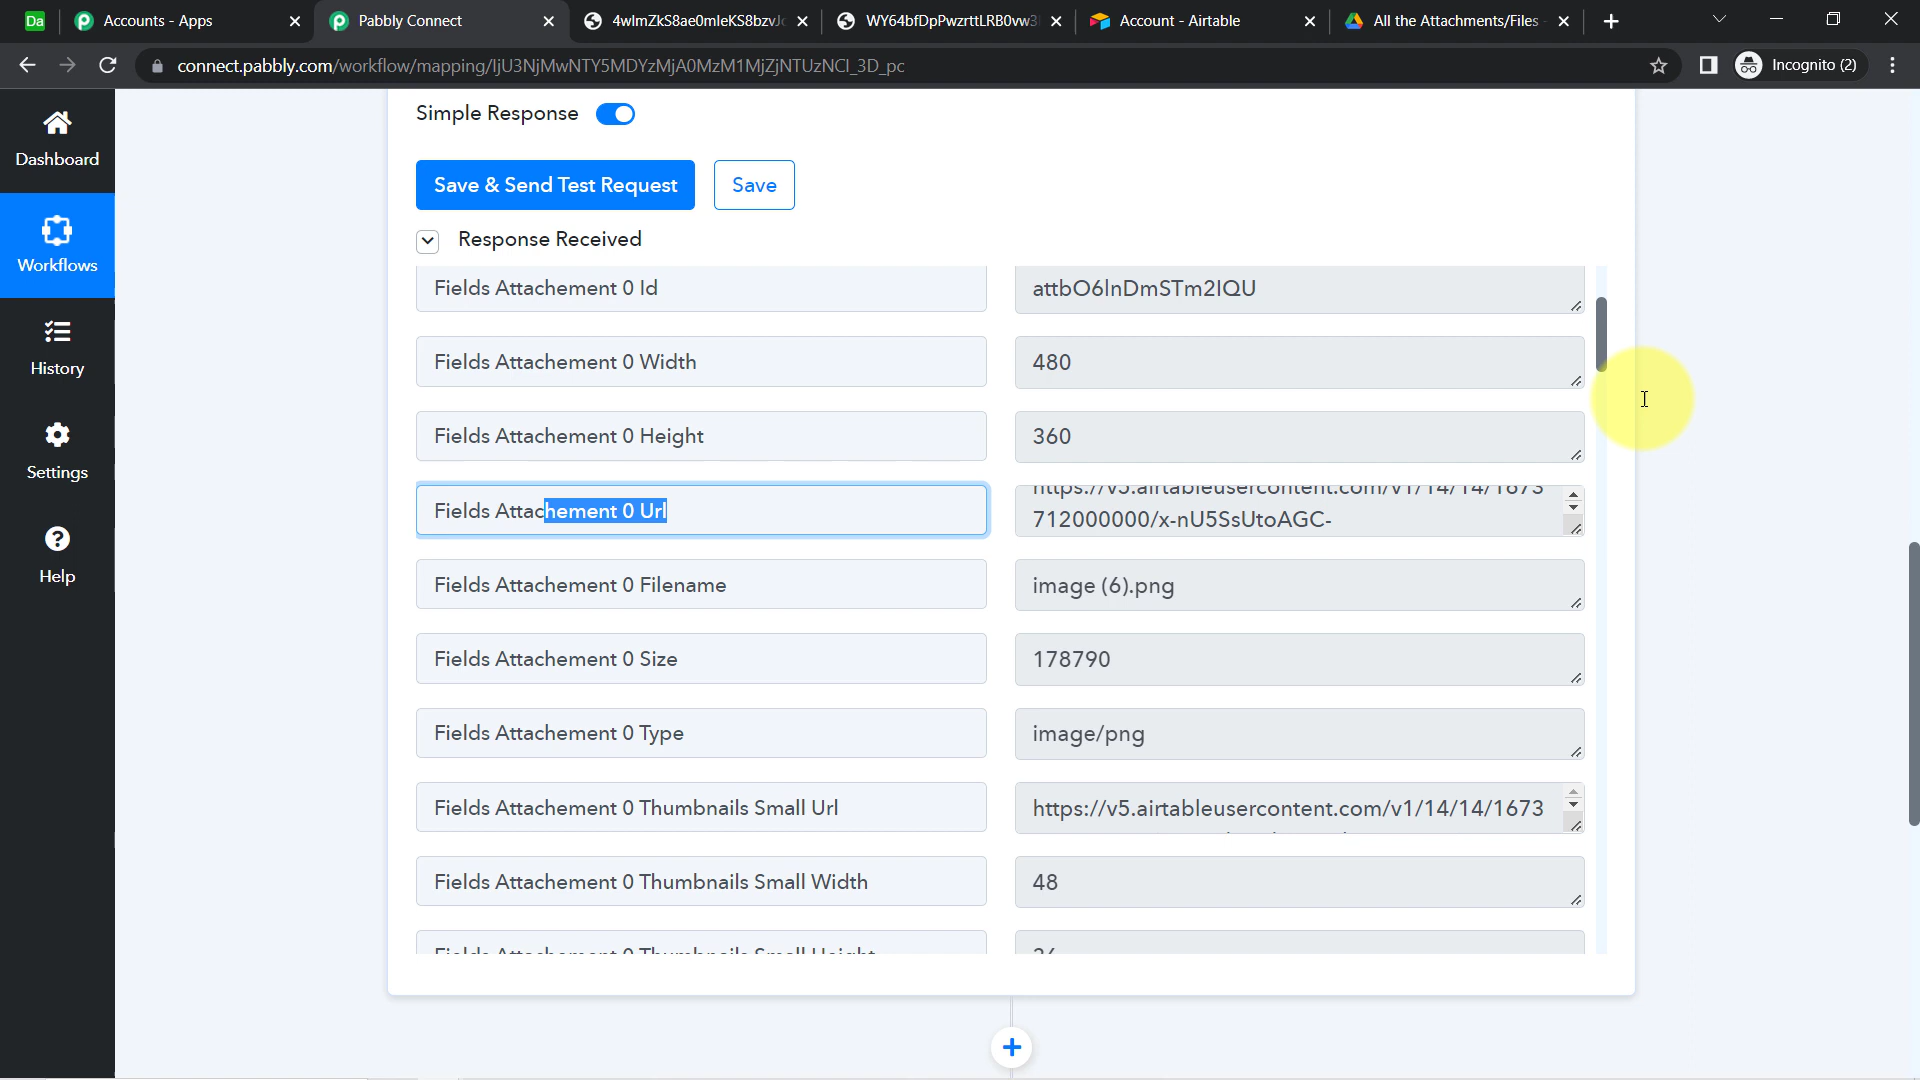 Da
Accounts - Apps
Pabbly Connect
WY64bfDpPwzrttLRB0vw3
Account - Airtable
All the Attachments/Files
connect.pabbly.com/workflow/mapping/IjU3NjMwNTY5MDYzMjA0MzM1MjZjNTUzNCI_3D_pc
Incognito (2)
Dashboard
Workflows
History
Settings
Help
Simple Response
Save & Send Test Request
Save
Response Received
Fields Attachement 0 Id
attbO6lnDmSTm2IQU
Fields Attachement 0 Width
480
Fields Attachement 0 Height
360
Fields Attachement 0 Url
https://v5.airtableusercontent.com/v1/14/14/1673
712000000/x-nU5SsUtoAGC-
Fields Attachement 0 Filename
image (6).png
Fields Attachement 0 Size
178790
Fields Attachement 0 Type
image/png
Fields Attachement 0 Thumbnails Small Url
https://v5.airtableusercontent.com/v1/14/14/1673
Fields Attachement 0 Thumbnails Small Width
48
Fields Attachement 0 Thumbnails Small Height
36